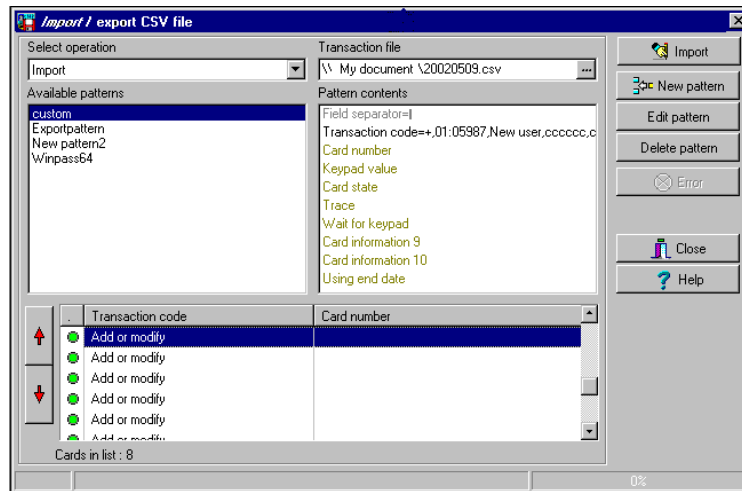 Import / export CSV file
Select operation
Import
Transaction file
\\ My document \20020509.csv
...
Available patterns
custom
Exportpattern
New pattern2
Winpass64
Pattern contents
Field separator=|
Transaction code=+,01:05987,New user,cccccc,c
Card number
Keypad value
Card state
Trace
Wait for keypad
Card information 9
Card information 10
Using end date
Import
New pattern
Edit pattern
Delete pattern
Error
Close
? Help
. Transaction code Card number
Add or modify
Add or modify
Add or modify
Add or modify
Add or modify
Add or modify
Cards in list : 8
0%